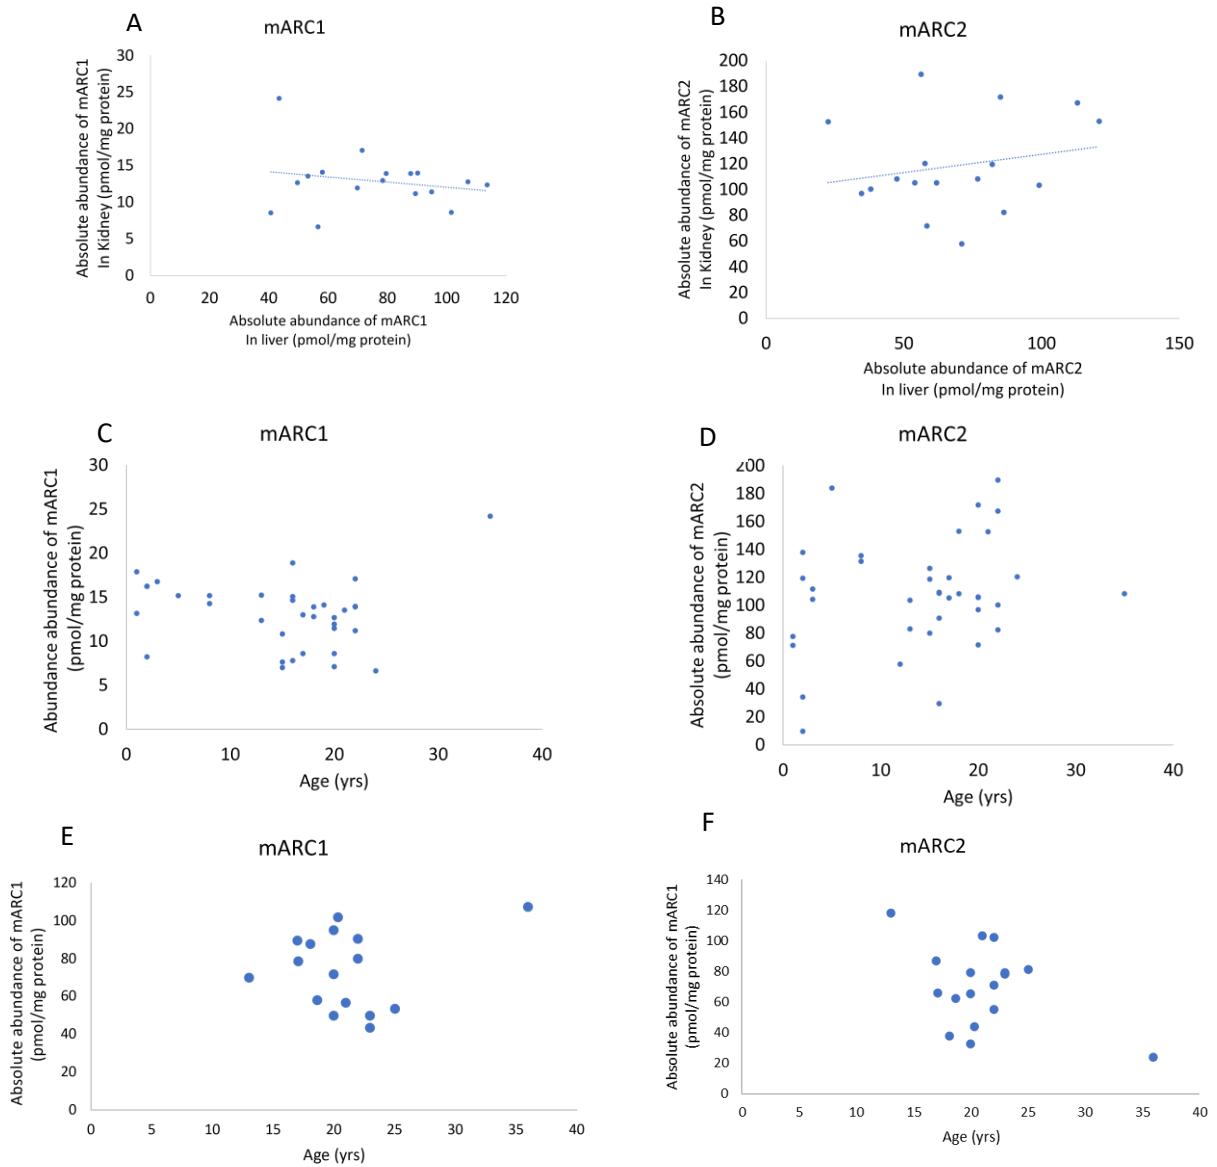 A
mARC1
Absolute abundance of mARC1
In Kidney (pmol/mg protein)
30
25
20
15
10
5
0
0 20 40 60 80 100 120
Absolute abundance of mARC1
In liver (pmol/mg protein)
B
mARC2
Absolute abundance of mARC2
In Kidney (pmol/mg protein)
200
180
160
140
120
100
80
60
40
20
0
0 50 100 150
Absolute abundance of mARC2
In liver (pmol/mg protein)
C
mARC1
Abundance abundance of mARC1
(pmol/mg protein)
30
25
20
15
10
5
0
0 10 20 30 40
Age (yrs)
D
mARC2
Absolute abundance of mARC2
(pmol/mg protein)
200
180
160
140
120
100
80
60
40
20
0
0 10 20 30 40
Age (yrs)
E
mARC1
Absolute abundance of mARC1
(pmol/mg protein)
120
100
80
60
40
20
0
0 5 10 15 20 25 30 35 40
Age (yrs)
F
mARC2
Absolute abundance of mARC1
(pmol/mg protein)
140
120
100
80
60
40
20
0
0 5 10 15 20 25 30 35 40
Age (yrs)